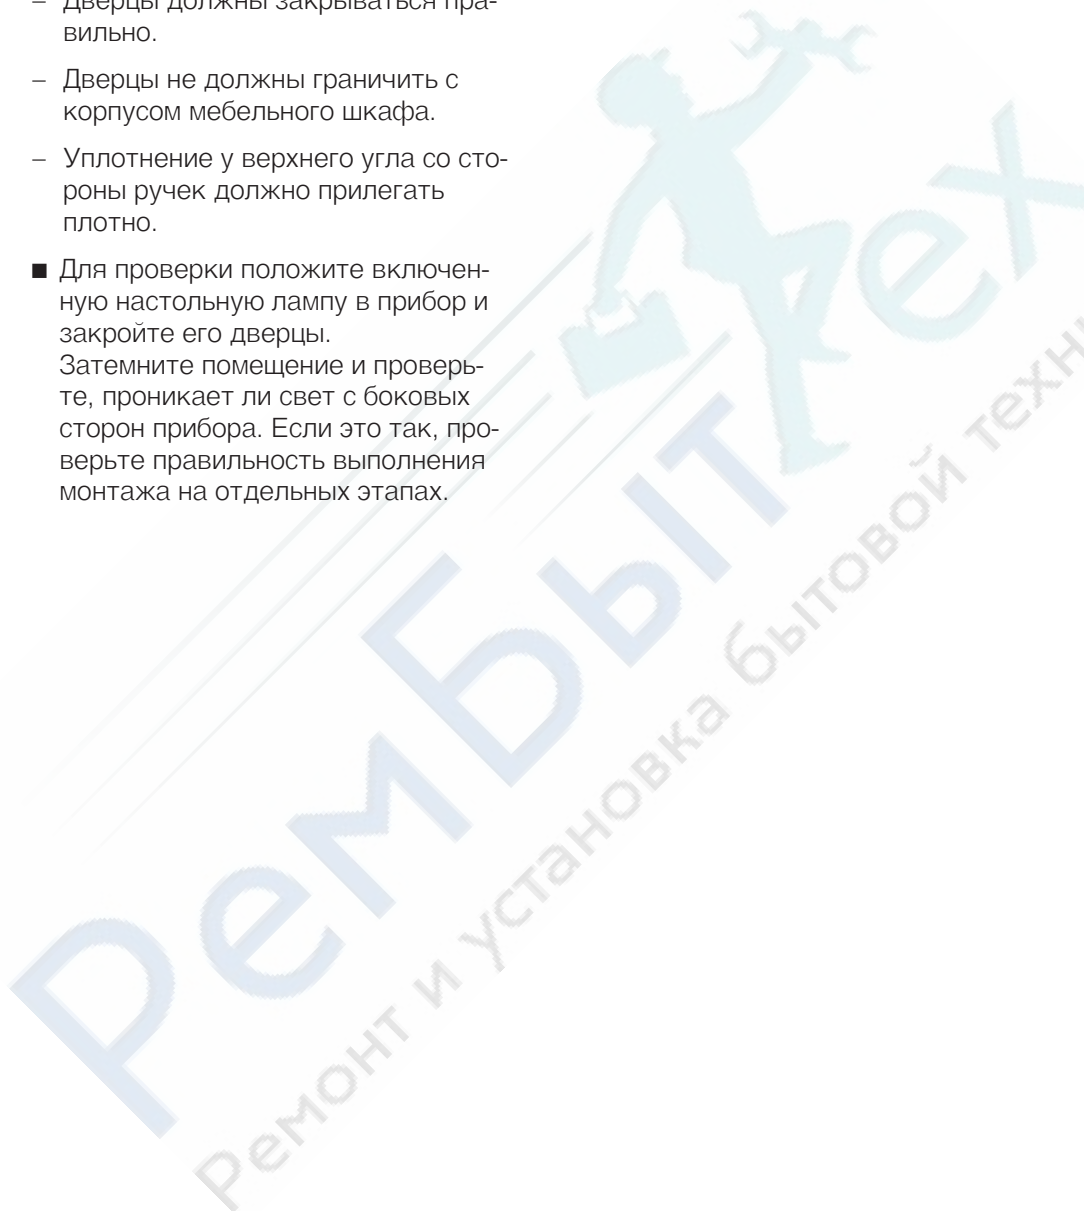 – Дверцы должны закрываться пра-
вильно.
– Дверцы не должны граничить с
корпусом мебельного шкафа.
– Уплотнение у верхнего угла со сто-
роны ручек должно прилегать
плотно.
■ Для проверки положите включен-
ную настольную лампу в прибор и
закройте его дверцы.
Затемните помещение и проверь-
те, проникает ли свет с боковых
сторон прибора. Если это так, про-
верьте правильность выполнения
монтажа на отдельных этапах.
РемБытТех
Ремонт и установка бытовой техни